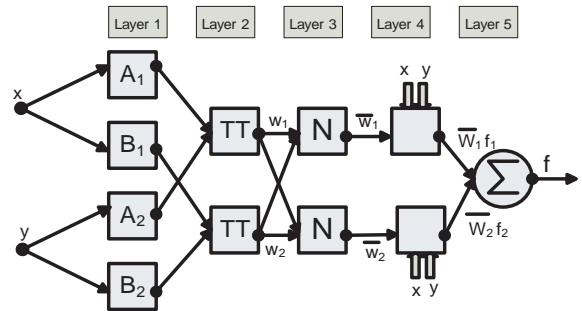 Layer 1 Layer 2 Layer 3 Layer 4 Layer 5
x y
A₁
x
w₁ w̅₁ W̅₁ f₁
B₁ TT N
Σ f
A₂
W̅₂ f₂
y
TT N
w₂ w̅₂
B₂
x y